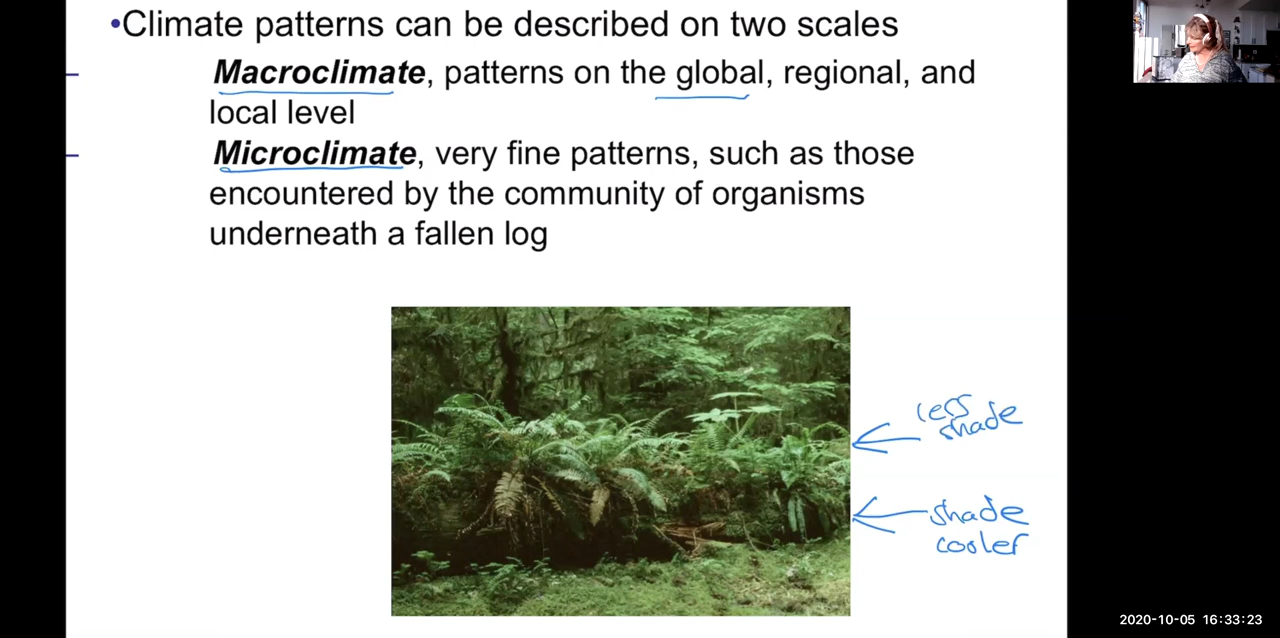 •Climate patterns can be described on two scales
– Macroclimate, patterns on the global, regional, and
local level
– Microclimate, very fine patterns, such as those
encountered by the community of organisms
underneath a fallen log
less
shade
shade
cooler
2020-10-05 16:33:23